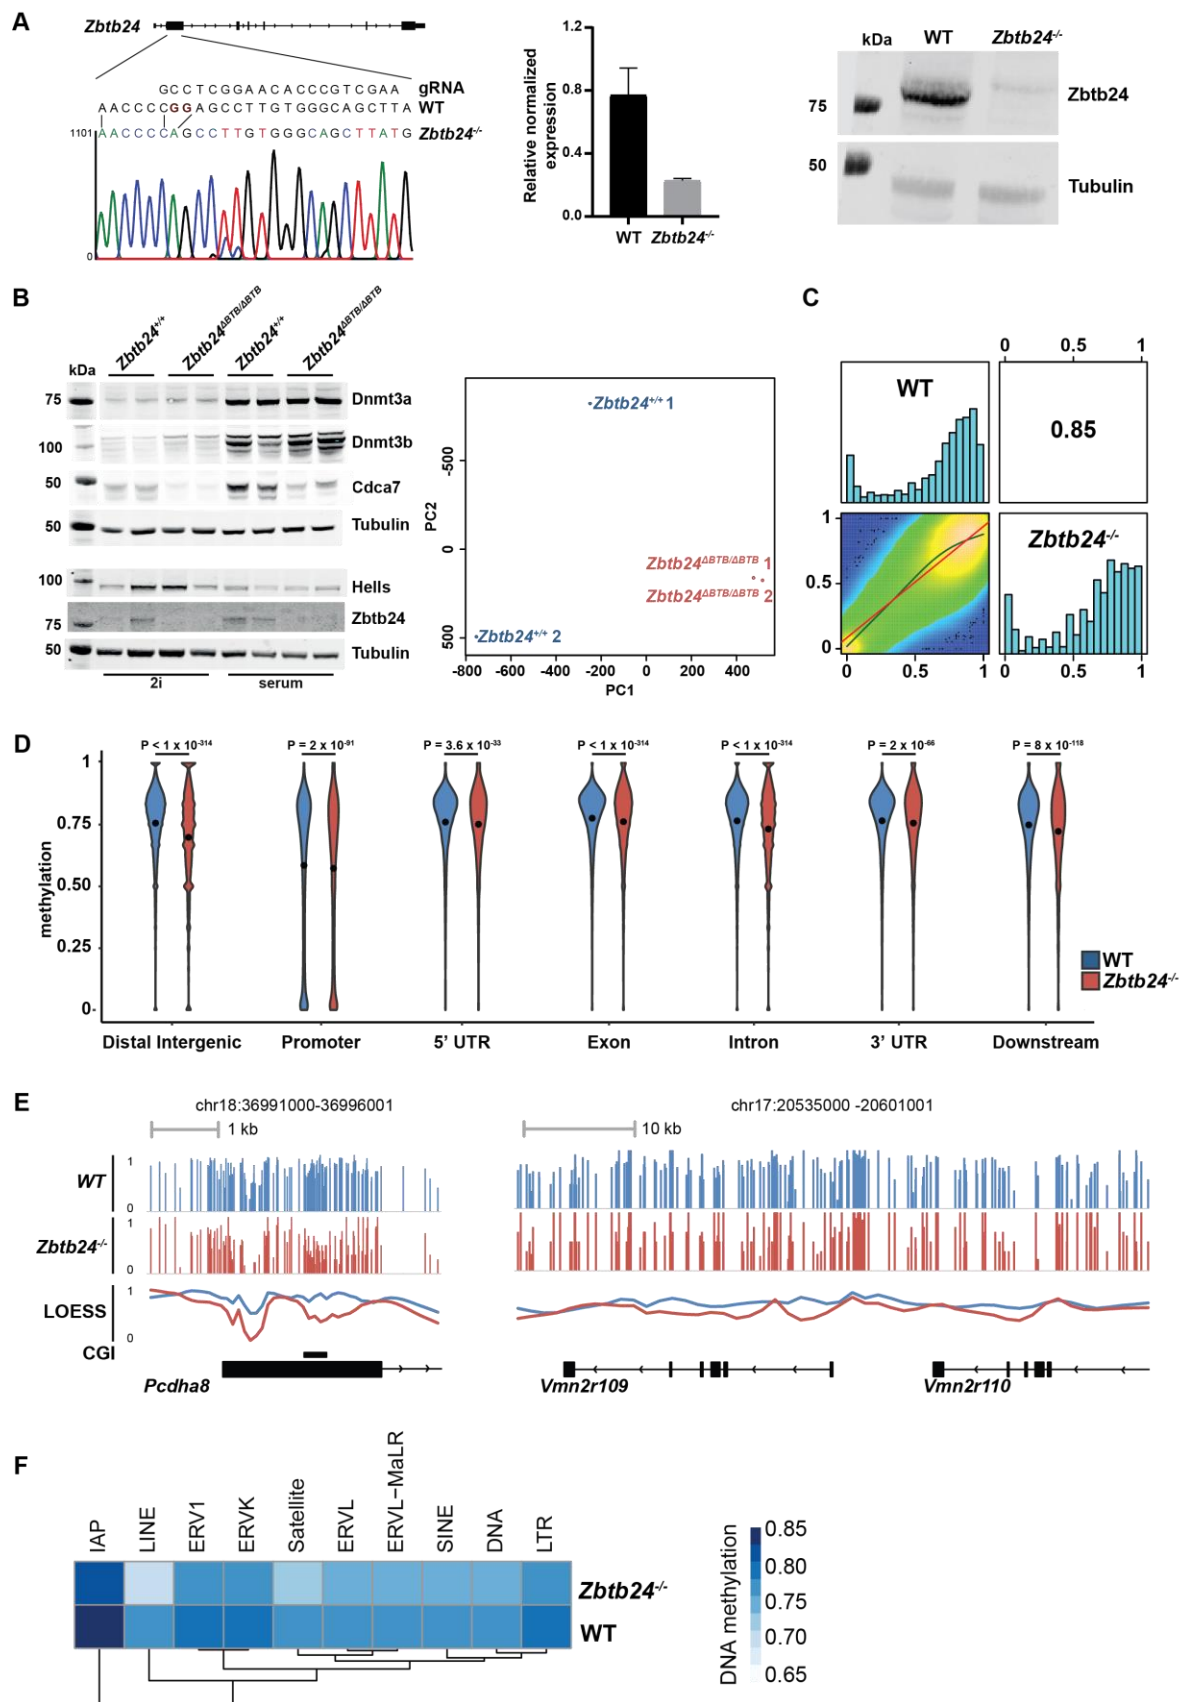 A
Zbtb24
GCCTCGGAACACCCGTCGAA gRNA
AACCCCGGAGCCTTGTGGGCAGCTTA WT
1101 AACCCCAGCCTTGTGGGCAGCTTATG Zbtb24-/-
0
Relative normalized expression
1.2
0.8
0.4
0.0
WT Zbtb24-/-
kDa WT Zbtb24-/-
75 Zbtb24
50 Tubulin
B
kDa Zbtb24+/+ Zbtb24ΔBTB/ΔBTB Zbtb24+/+ Zbtb24ΔBTB/ΔBTB
75 Dnmt3a
100 Dnmt3b
50 Cdca7
50 Tubulin
100 Hells
75 Zbtb24
50 Tubulin
2i serum
PC2
-500
0
500
Zbtb24+/+ 1
Zbtb24ΔBTB/ΔBTB 1
Zbtb24ΔBTB/ΔBTB 2
Zbtb24+/+ 2
-800 -600 -400 -200 0 200 400
PC1
C
0 0.5 1
WT
0.85
1
0.5
0
Zbtb24-/-
0 0.5 1 0 0.5 1
D
P < 1 x 10-314 P = 2 x 10-91 P = 3.6 x 10-33 P < 1 x 10-314 P < 1 x 10-314 P = 2 x 10-66 P = 8 x 10-118
methylation
1
0.75
0.50
0.25
0
WT
Zbtb24-/-
Distal Intergenic Promoter 5' UTR Exon Intron 3' UTR Downstream
E
chr18:36991000-36996001 chr17:20535000 -20601001
1 kb 10 kb
WT 1 0
Zbtb24-/- 1 0
LOESS 1 0
CGI
Pcdha8 Vmn2r109 Vmn2r110
F
IAP LINE ERV1 ERVK Satellite ERVL ERVL-MaLR SINE DNA LTR
Zbtb24-/-
WT
DNA methylation
0.85
0.80
0.75
0.70
0.65